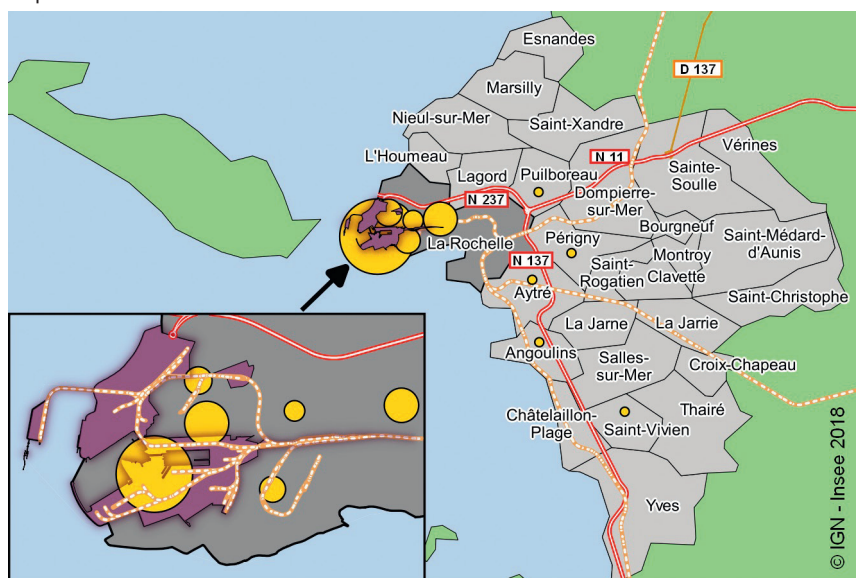 Esnandes
D 137
Marsilly
Nieul-sur-Mer
Saint-Xandre
Vérines
L'Houmeau
N 11
Sainte-
Soulle
Lagord
Puilboreau
N 237
Dompierre-
sur-Mer
Bourgneuf
Saint-Médard-
d'Aunis
La-Rochelle
Périgny
Montroy
N 137
Saint-
Rogatien
Clavette
Aytré
Saint-Christophe
La Jarne
La Jarrie
Angoulins
Salles-
sur-Mer
Croix-Chapeau
Châtelaillon-
Plage
Thairé
Saint-Vivien
Yves
© IGN - Insee 2018